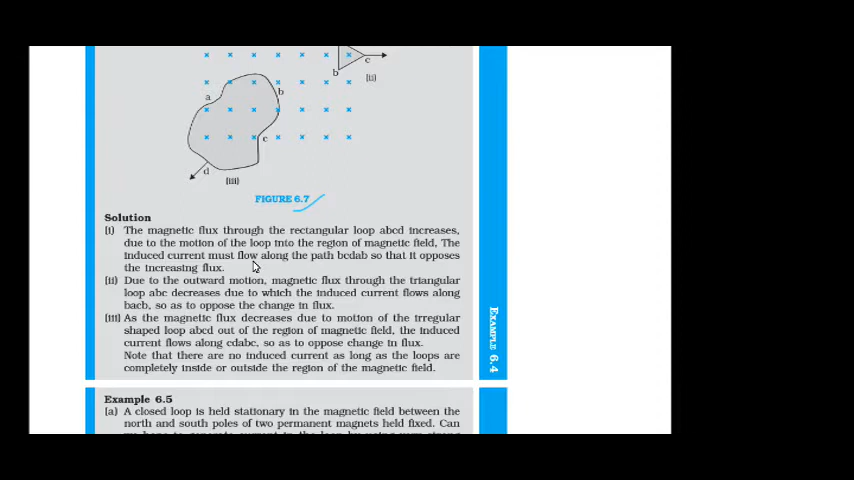 c
b
(ii)
a
b
c
d
(iii)
FIGURE 6.7
Solution
(i) The magnetic flux through the rectangular loop abcd increases,
due to the motion of the loop into the region of magnetic field, The
induced current must flow along the path bcdab so that it opposes
the increasing flux.
(ii) Due to the outward motion, magnetic flux through the triangular
loop abc decreases due to which the induced current flows along
bacb, so as to oppose the change in flux.
(iii) As the magnetic flux decreases due to motion of the irregular
shaped loop abcd out of the region of magnetic field, the induced
current flows along cdabc, so as to oppose change in flux.
Note that there are no induced current as long as the loops are
completely inside or outside the region of the magnetic field.
EXAMPLE 6.4
Example 6.5
(a) A closed loop is held stationary in the magnetic field between the
north and south poles of two permanent magnets held fixed. Can